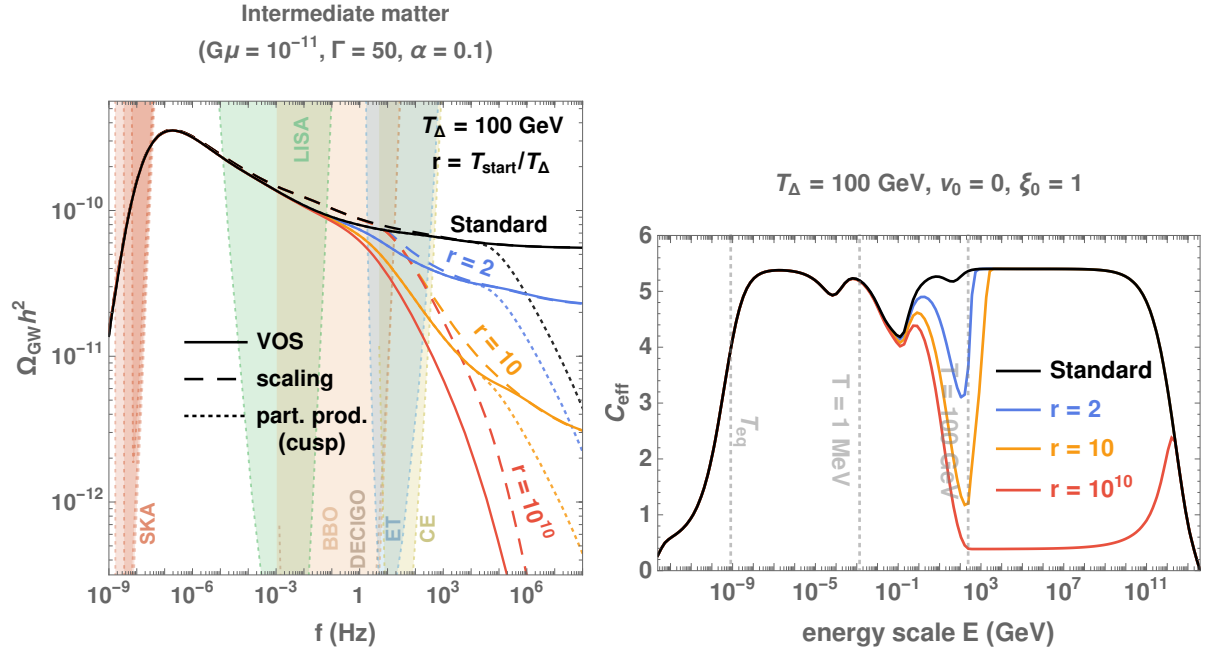 Intermediate matter
(Gμ = 10⁻¹¹, Γ = 50, α = 0.1)
T_Δ = 100 GeV
r = T_start/T_Δ
LISA
Standard
r = 2
r = 10
r = 10¹⁰
VOS
scaling
part. prod.
(cusp)
SKA
BBO
DECIGO
ET
CE
Ω_GW h²
10⁻¹⁰
10⁻¹¹
10⁻¹²
10⁻⁹
10⁻⁶
10⁻³
1
10³
10⁶
f (Hz)
T_Δ = 100 GeV, v₀ = 0, ξ₀ = 1
C_eff
6
5
4
3
2
1
0
T_eq
T = 1 MeV
T = 100 GeV
Standard
r = 2
r = 10
r = 10¹⁰
10⁻⁹
10⁻⁵
10⁻¹
10³
10⁷
10¹¹
energy scale E (GeV)